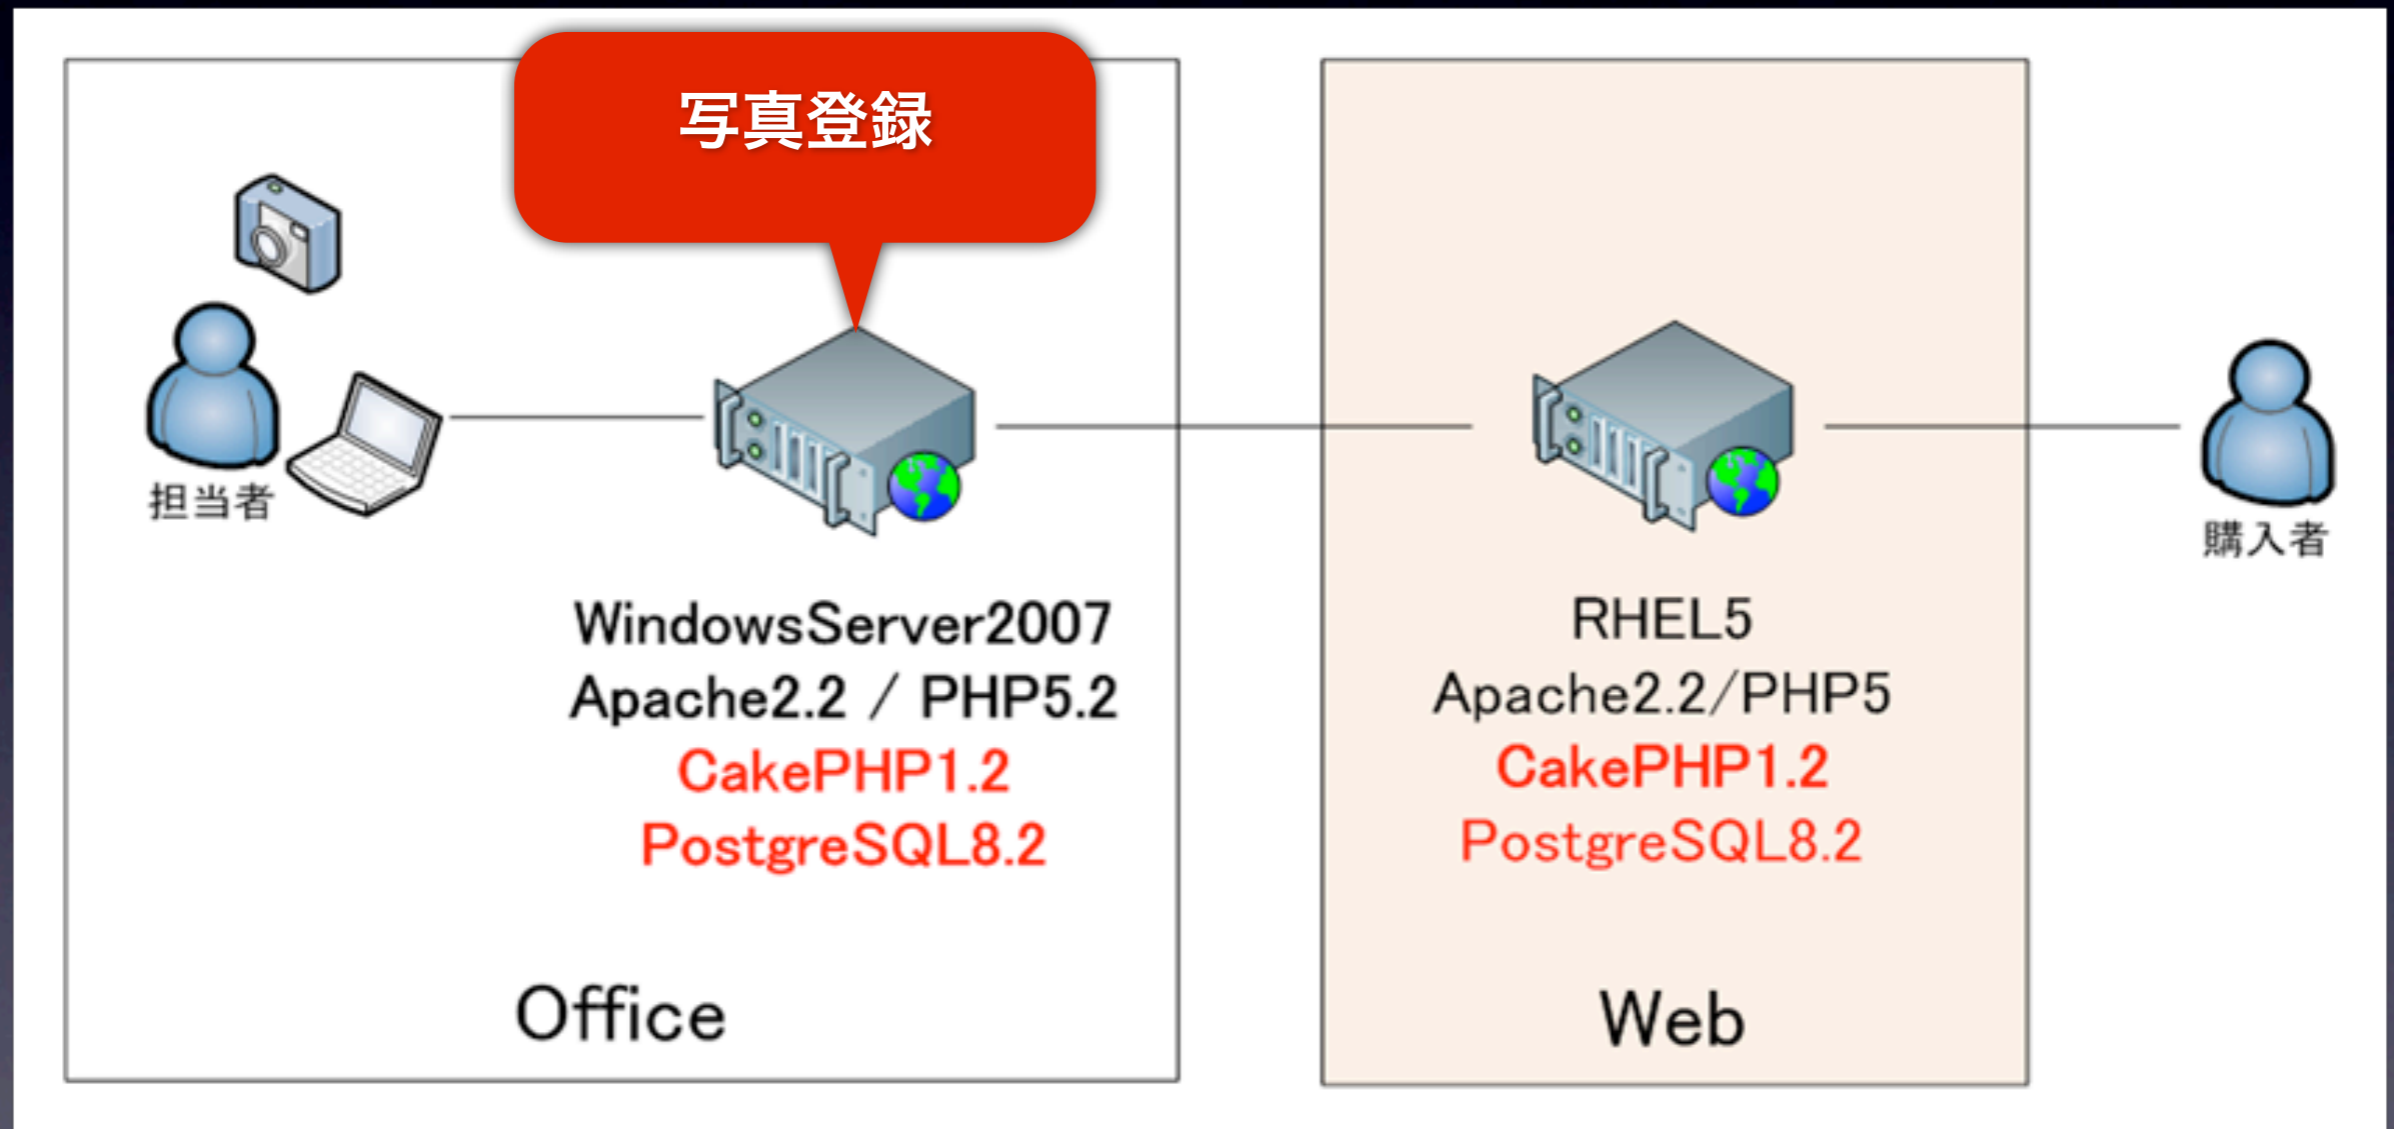 写真登録
担当者
WindowsServer2007
Apache2.2 / PHP5.2
CakePHP1.2
PostgreSQL8.2
Office
RHEL5
Apache2.2/PHP5
CakePHP1.2
PostgreSQL8.2
Web
購入者